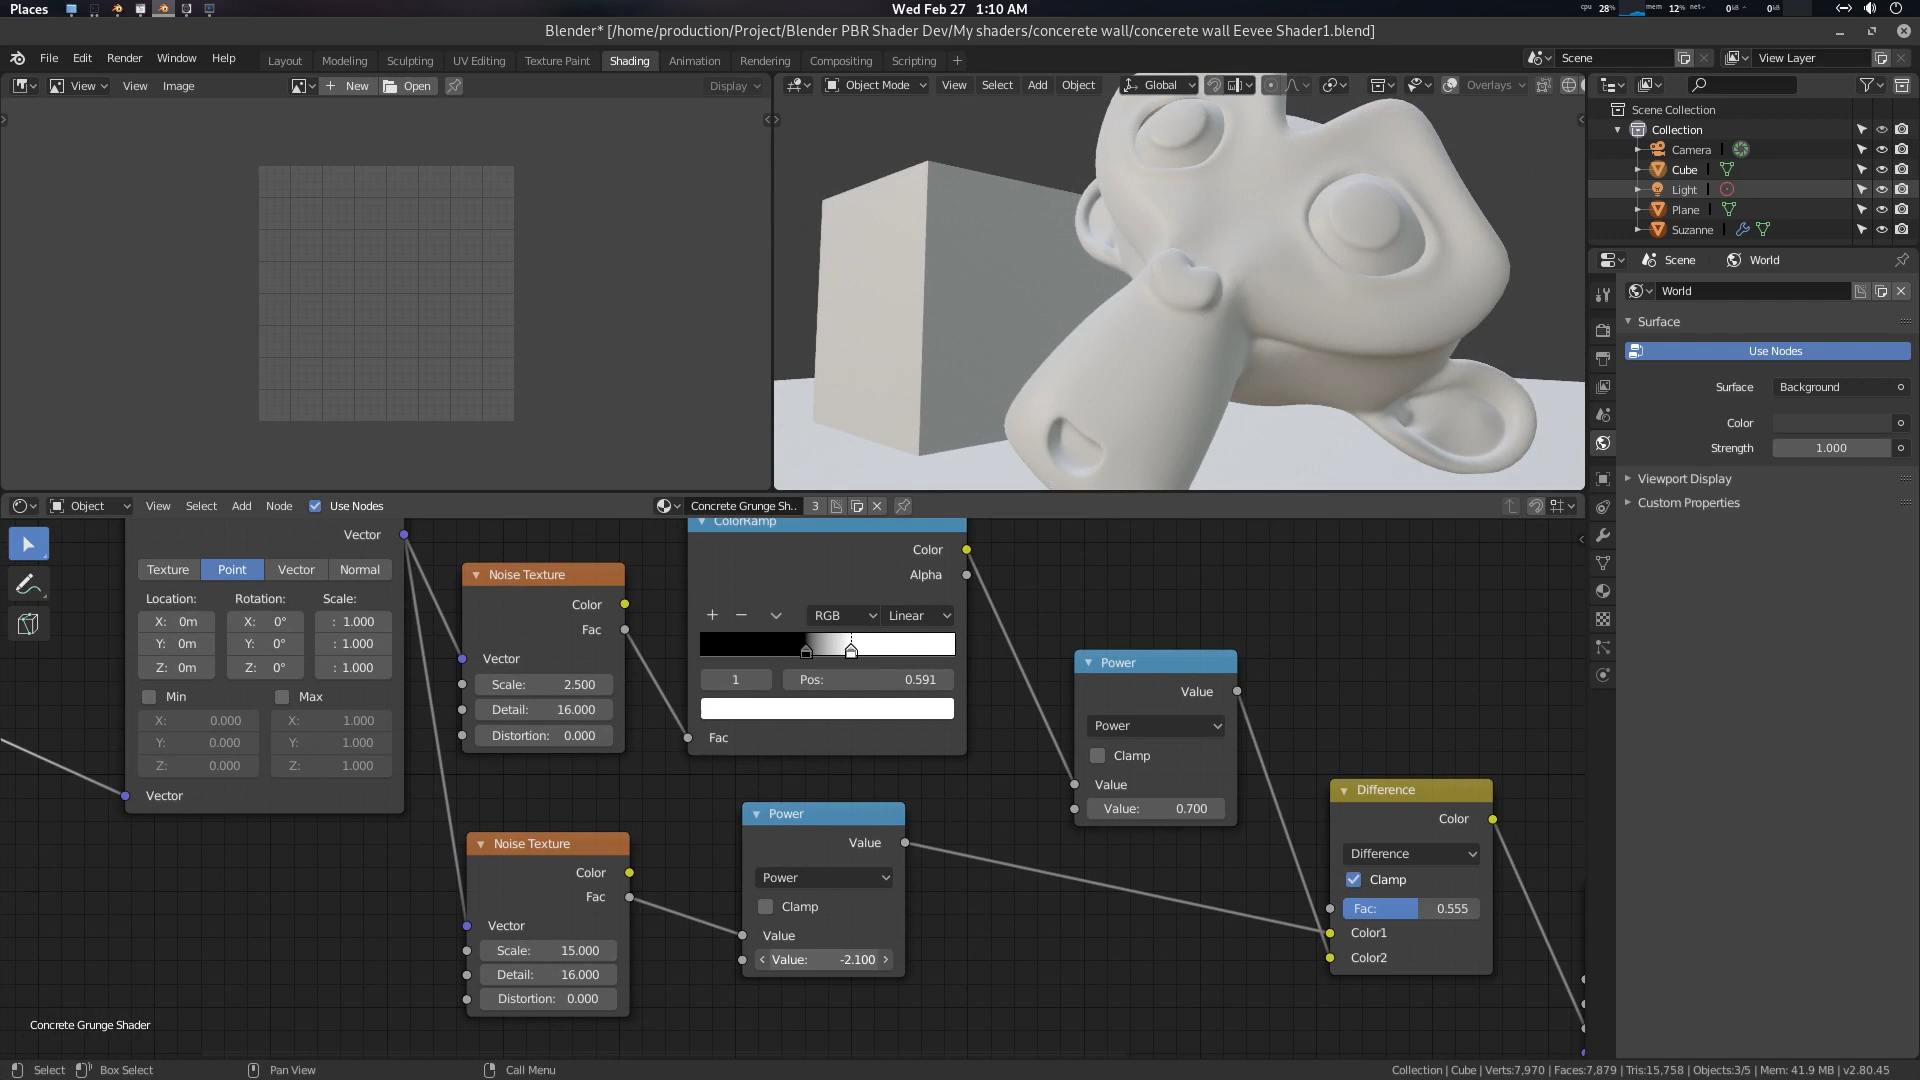 Places
Wed Feb 27 1:10 AM
cpu 28% mem 12% net 0kB 0kB
Blender* [/home/production/Project/Blender PBR Shader Dev/My shaders/concerete wall/concerete wall Eevee Shader1.blend]
File Edit Render Window Help
Layout Modeling Sculpting UV Editing Texture Paint Shading Animation Rendering Compositing Scripting +
Scene
View Layer
View View Image
New Open
Display
Object Mode View Select Add Object
Global
Overlays
Scene Collection
Collection
Camera
Cube
Light
Plane
Suzanne
Scene World
World
Surface
Use Nodes
Surface Background
Color
Strength 1.000
Viewport Display
Custom Properties
Object View Select Add Node Use Nodes
Concrete Grunge Sh.. 3
Vector
Texture Point Vector Normal
Location: Rotation: Scale:
X: 0m X: 0° : 1.000
Y: 0m Y: 0° : 1.000
Z: 0m Z: 0° : 1.000
Min Max
X: 0.000 X: 1.000
Y: 0.000 Y: 1.000
Z: 0.000 Z: 1.000
Vector
Noise Texture
Color
Fac
Vector
Scale: 2.500
Detail: 16.000
Distortion: 0.000
ColorRamp
Color
Alpha
RGB Linear
1 Pos: 0.591
Fac
Power
Value
Power
Clamp
Value
Value: 0.700
Noise Texture
Color
Fac
Vector
Scale: 15.000
Detail: 16.000
Distortion: 0.000
Power
Value
Power
Clamp
Value
Value: -2.100
Difference
Color
Difference
Clamp
Fac: 0.555
Color1
Color2
Concrete Grunge Shader
Select Box Select Pan View Call Menu
Collection | Cube | Verts:7,970 | Faces:7,879 | Tris:15,758 | Objects:3/5 | Mem: 41.9 MB | v2.80.45